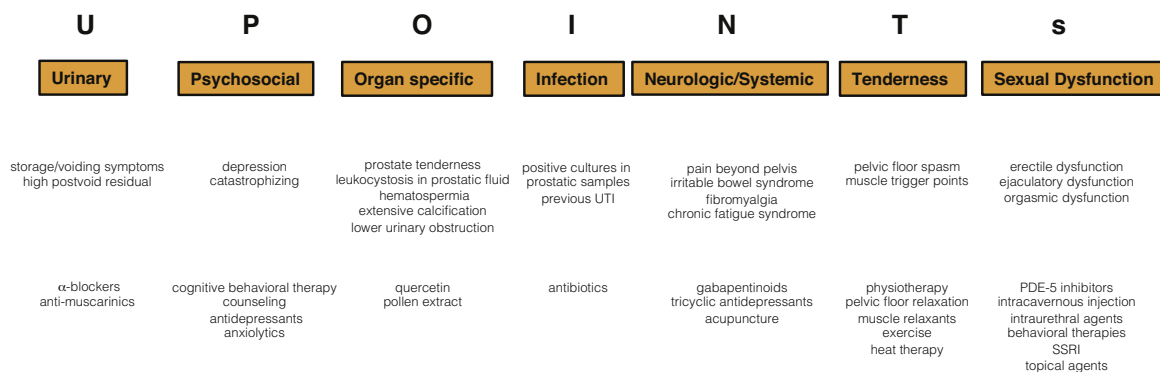 U P O I N T s
Urinary Psychosocial Organ specific Infection Neurologic/Systemic Tenderness Sexual Dysfunction
storage/voiding symptoms
high postvoid residual
depression
catastrophizing
prostate tenderness
leukocystosis in prostatic fluid
hematospermia
extensive calcification
lower urinary obstruction
positive cultures in
prostatic samples
previous UTI
pain beyond pelvis
irritable bowel syndrome
fibromyalgia
chronic fatigue syndrome
pelvic floor spasm
muscle trigger points
erectile dysfunction
ejaculatory dysfunction
orgasmic dysfunction
α-blockers
anti-muscarinics
cognitive behavioral therapy
counseling
antidepressants
anxiolytics
quercetin
pollen extract
antibiotics
gabapentinoids
tricyclic antidepressants
acupuncture
physiotherapy
pelvic floor relaxation
muscle relaxants
exercise
heat therapy
PDE-5 inhibitors
intracavernous injection
intraurethral agents
behavioral therapies
SSRI
topical agents